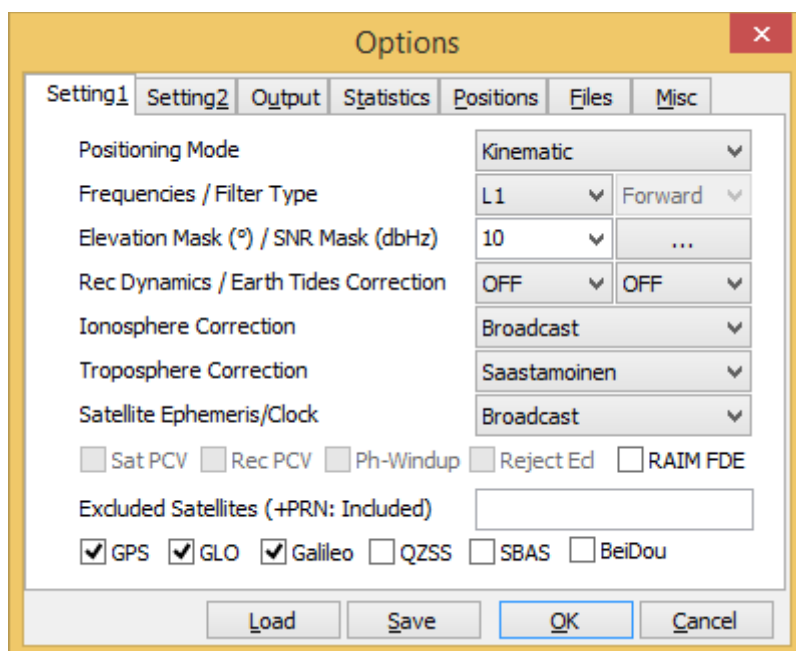 Options
Setting1 Setting2 Output Statistics Positions Files Misc
Positioning Mode Kinematic
Frequencies / Filter Type L1 Forward
Elevation Mask (°) / SNR Mask (dbHz) 10 ...
Rec Dynamics / Earth Tides Correction OFF OFF
Ionosphere Correction Broadcast
Troposphere Correction Saastamoinen
Satellite Ephemeris/Clock Broadcast
Sat PCV Rec PCV Ph-Windup Reject Ecl RAIM FDE
Excluded Satellites (+PRN: Included)
GPS GLO Galileo QZSS SBAS BeiDou
Load Save OK Cancel